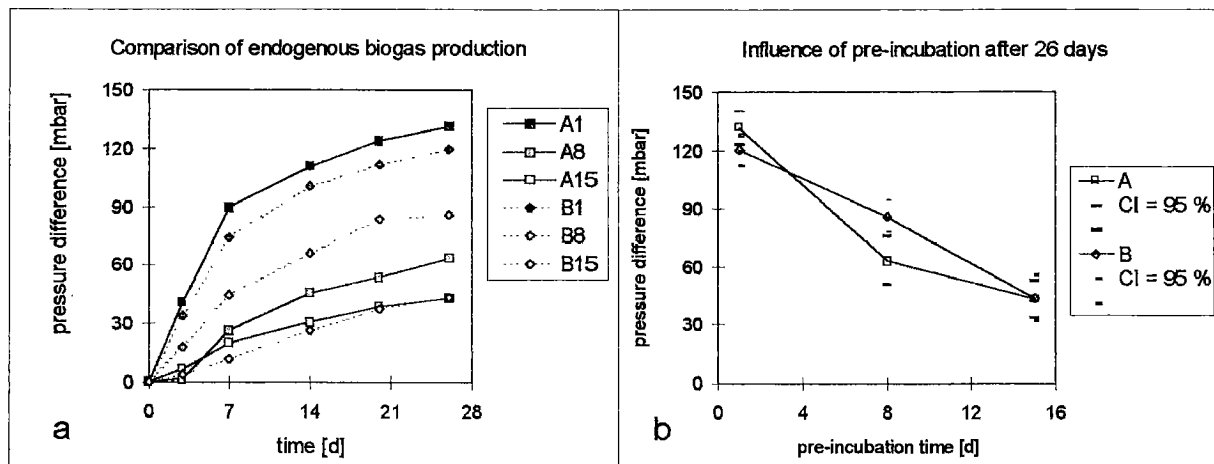 Comparison of endogenous biogas production
pressure difference [mbar]
150
120
90
60
30
0
0 7 14 21 28
time [d]
A1
A8
A15
B1
B8
B15
a
Influence of pre-incubation after 26 days
pressure difference [mbar]
150
120
90
60
30
0
0 4 8 12 16
pre-incubation time [d]
A
CI = 95 %
B
CI = 95 %
b